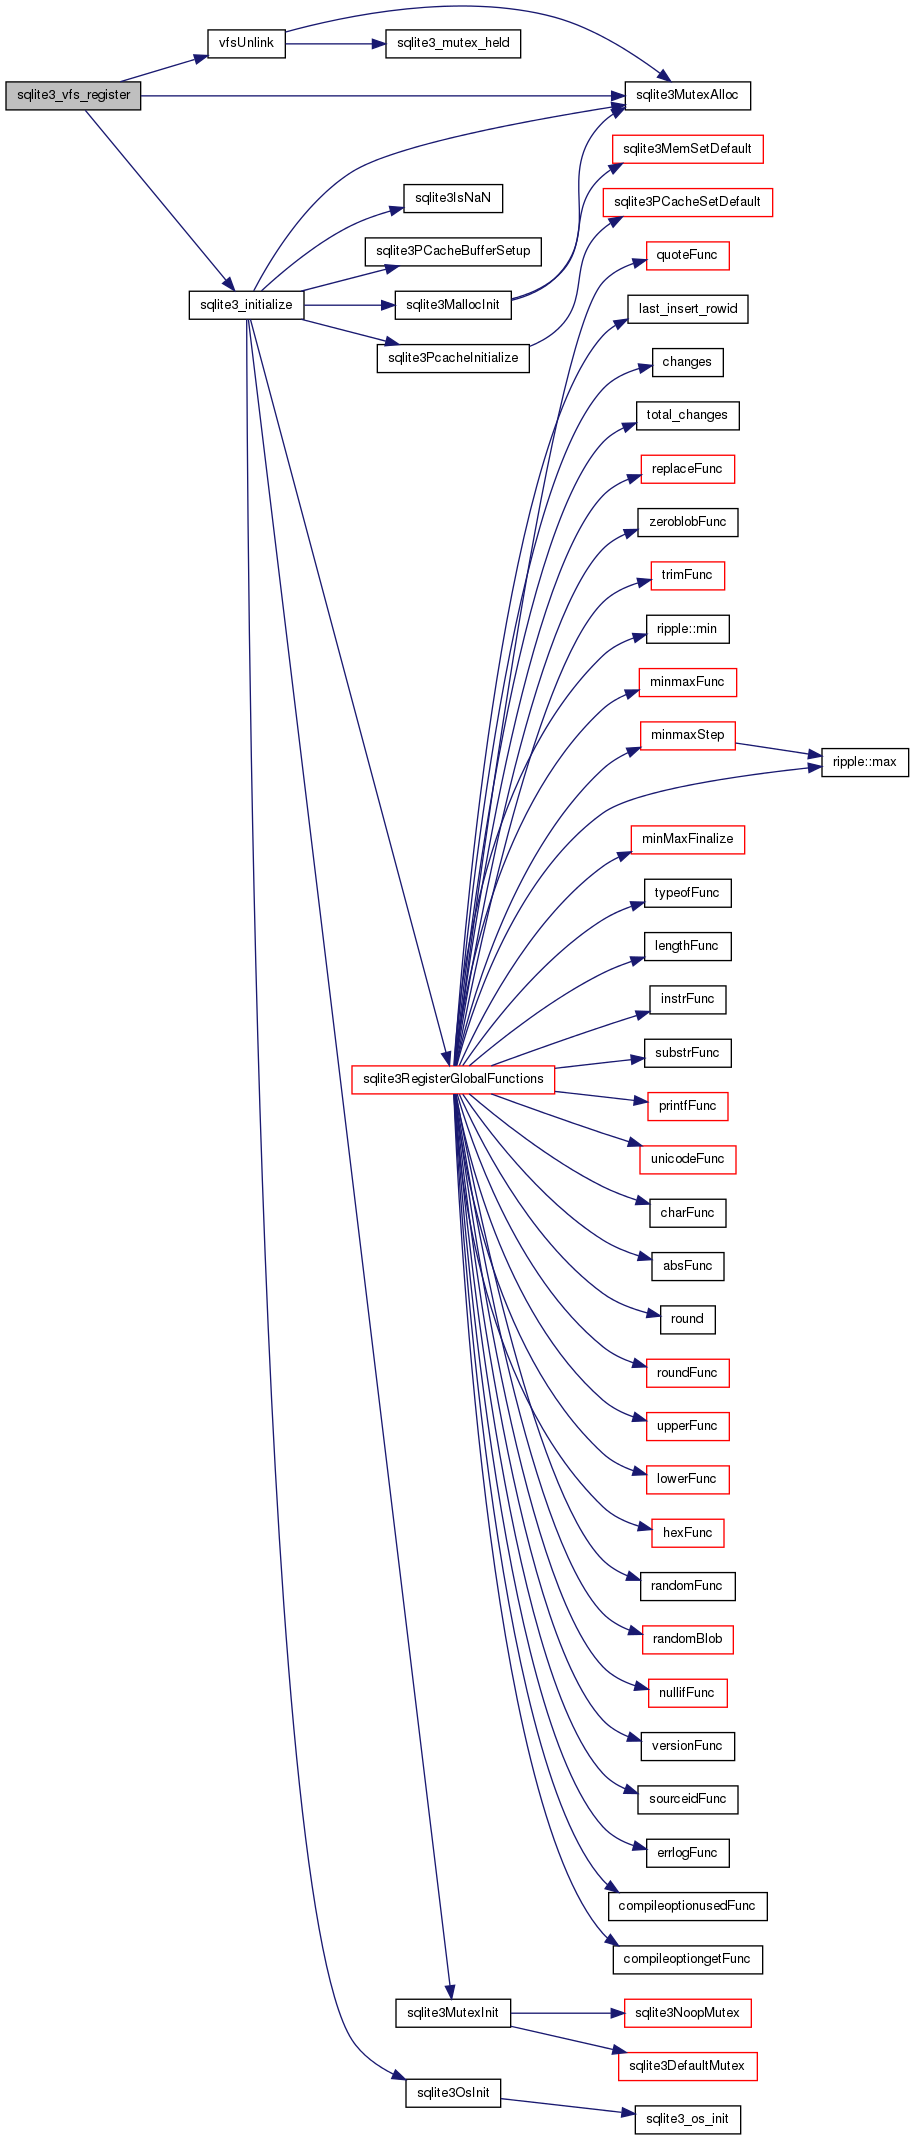 vfsUnlink
sqlite3_mutex_held
sqlite3_vfs_register
sqlite3MutexAlloc
sqlite3MemSetDefault
sqlite3IsNaN
sqlite3PCacheSetDefault
sqlite3PCacheBufferSetup
quoteFunc
sqlite3_initialize
sqlite3MallocInit
last_insert_rowid
sqlite3PcacheInitialize
changes
total_changes
replaceFunc
zeroblobFunc
trimFunc
ripple::min
minmaxFunc
minmaxStep
ripple::max
minMaxFinalize
typeofFunc
lengthFunc
instrFunc
substrFunc
sqlite3RegisterGlobalFunctions
printfFunc
unicodeFunc
charFunc
absFunc
round
roundFunc
upperFunc
lowerFunc
hexFunc
randomFunc
randomBlob
nullifFunc
versionFunc
sourceidFunc
errlogFunc
compileoptionusedFunc
compileoptiongetFunc
sqlite3MutexInit
sqlite3NoopMutex
sqlite3DefaultMutex
sqlite3OsInit
sqlite3_os_init